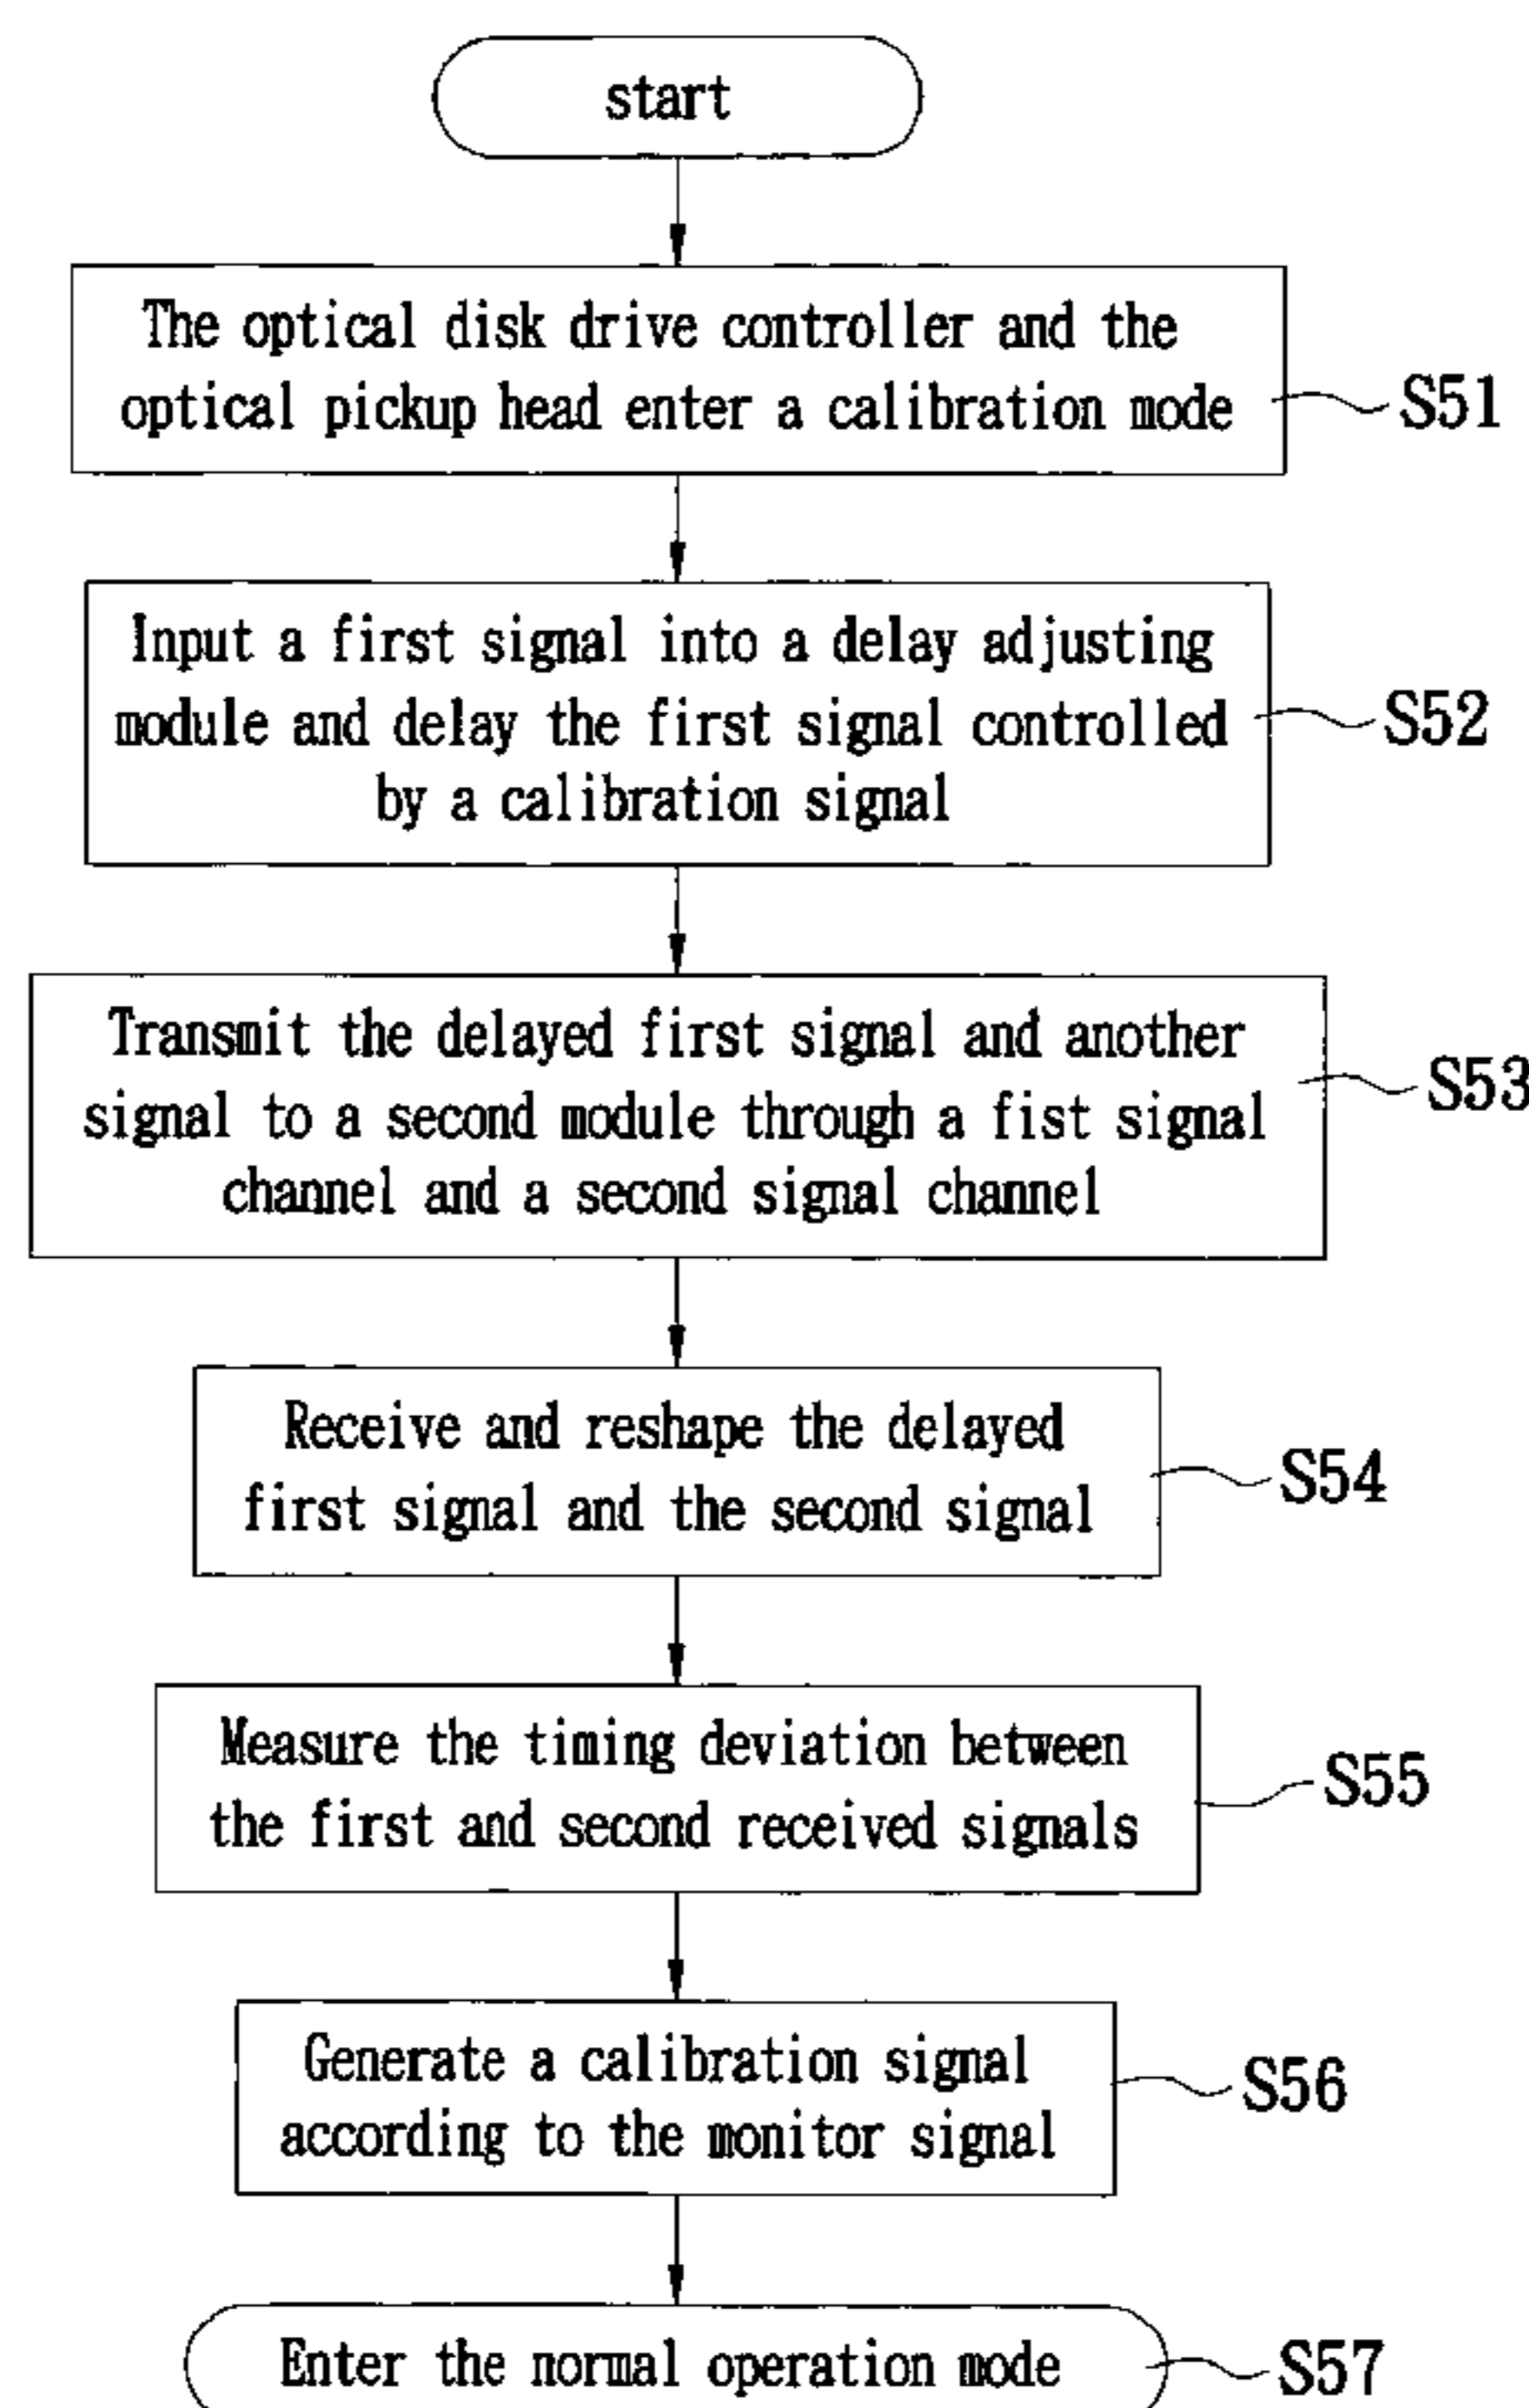 start
The optical disk drive controller and the
optical pickup head enter a calibration mode
S51
Input a first signal into a delay adjusting
module and delay the first signal controlled
by a calibration signal
S52
Transmit the delayed first signal and another
signal to a second module through a fist signal
channel and a second signal channel
S53
Receive and reshape the delayed
first signal and the second signal
S54
Measure the timing deviation between
the first and second received signals
S55
Generate a calibration signal
according to the monitor signal
S56
Enter the normal operation mode
S57